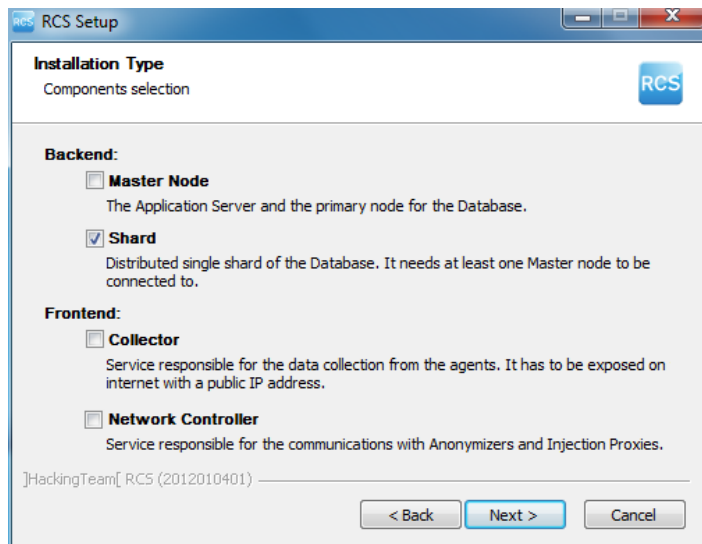 RCS RCS Setup
Installation Type
Components selection
RCS
Backend:
Master Node
The Application Server and the primary node for the Database.
Shard
Distributed single shard of the Database. It needs at least one Master node to be
connected to.
Frontend:
Collector
Service responsible for the data collection from the agents. It has to be exposed on
internet with a public IP address.
Network Controller
Service responsible for the communications with Anonymizers and Injection Proxies.
]HackingTeam[ RCS (2012010401)
< Back Next > Cancel